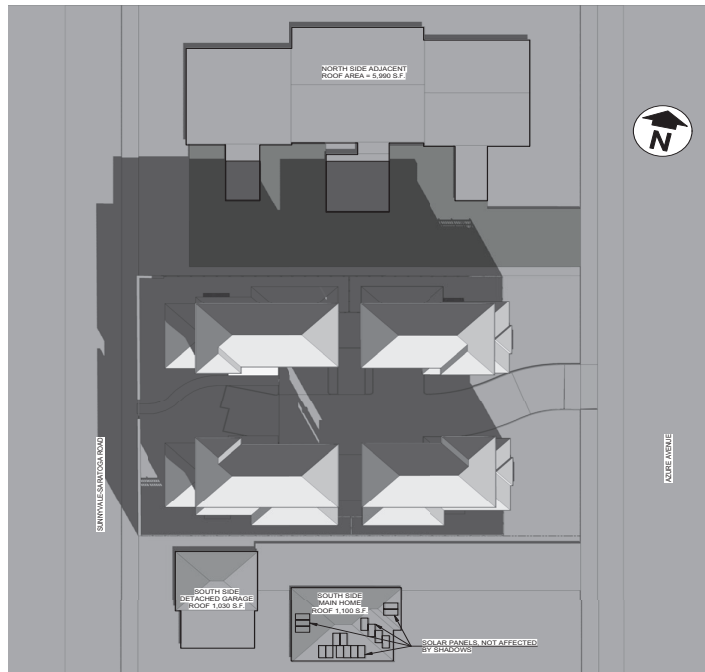 NORTH SIDE ADJACENT
ROOF AREA = 5,990 S.F.
N
SUNNYVALE-SARATOGA ROAD
AZURE AVENUE
SOUTH SIDE
DETACHED GARAGE
ROOF 1,030 S.F.
SOUTH SIDE
MAIN HOME
ROOF 1,100 S.F.
SOLAR PANELS, NOT AFFECTED
BY SHADOWS